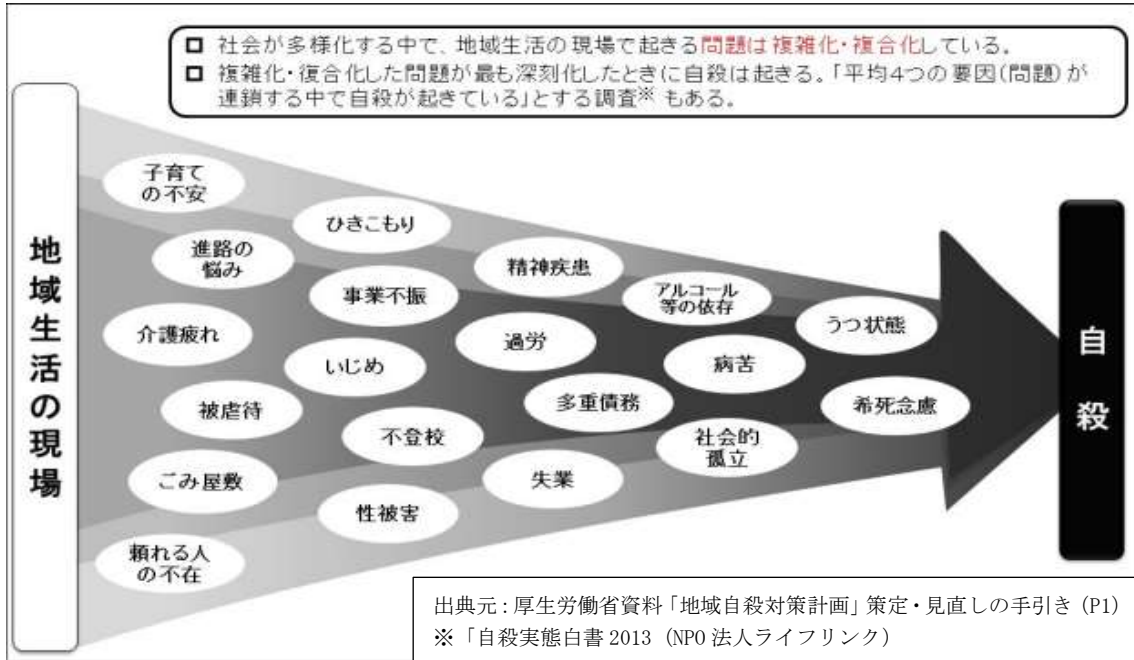 □ 社会が多様化する中で、地域生活の現場で起きる問題は複雑化・複合化している。
□ 複雑化・複合化した問題が最も深刻化したときに自殺は起きる。「平均4つの要因(問題)が
連鎖する中で自殺が起きている」とする調査※ もある。
地域生活の現場
子育て
の不安
進路の
悩み
介護疲れ
被虐待
ごみ屋敷
頼れる人
の不在
ひきこもり
事業不振
いじめ
不登校
性被害
精神疾患
過労
多重債務
失業
アルコール
等の依存
病苦
社会的
孤立
うつ状態
希死念慮
自殺
出典元：厚生労働省資料「地域自殺対策計画」策定・見直しの手引き (P1)
※「自殺実態白書 2013（NPO 法人ライフリンク）